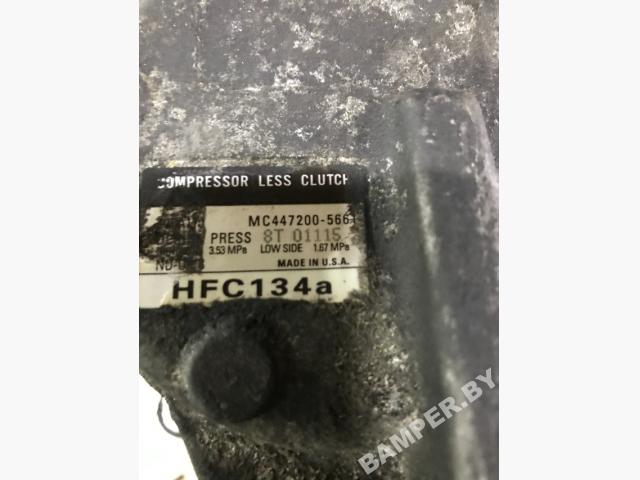 COMPRESSOR LESS CLUTCH
MC447200-5661
PRESS 8T 01115
3.53 MPa LOW SIDE 1.67 MPa
MADE IN U.S.A.
HFC134a
BAMPER.BY